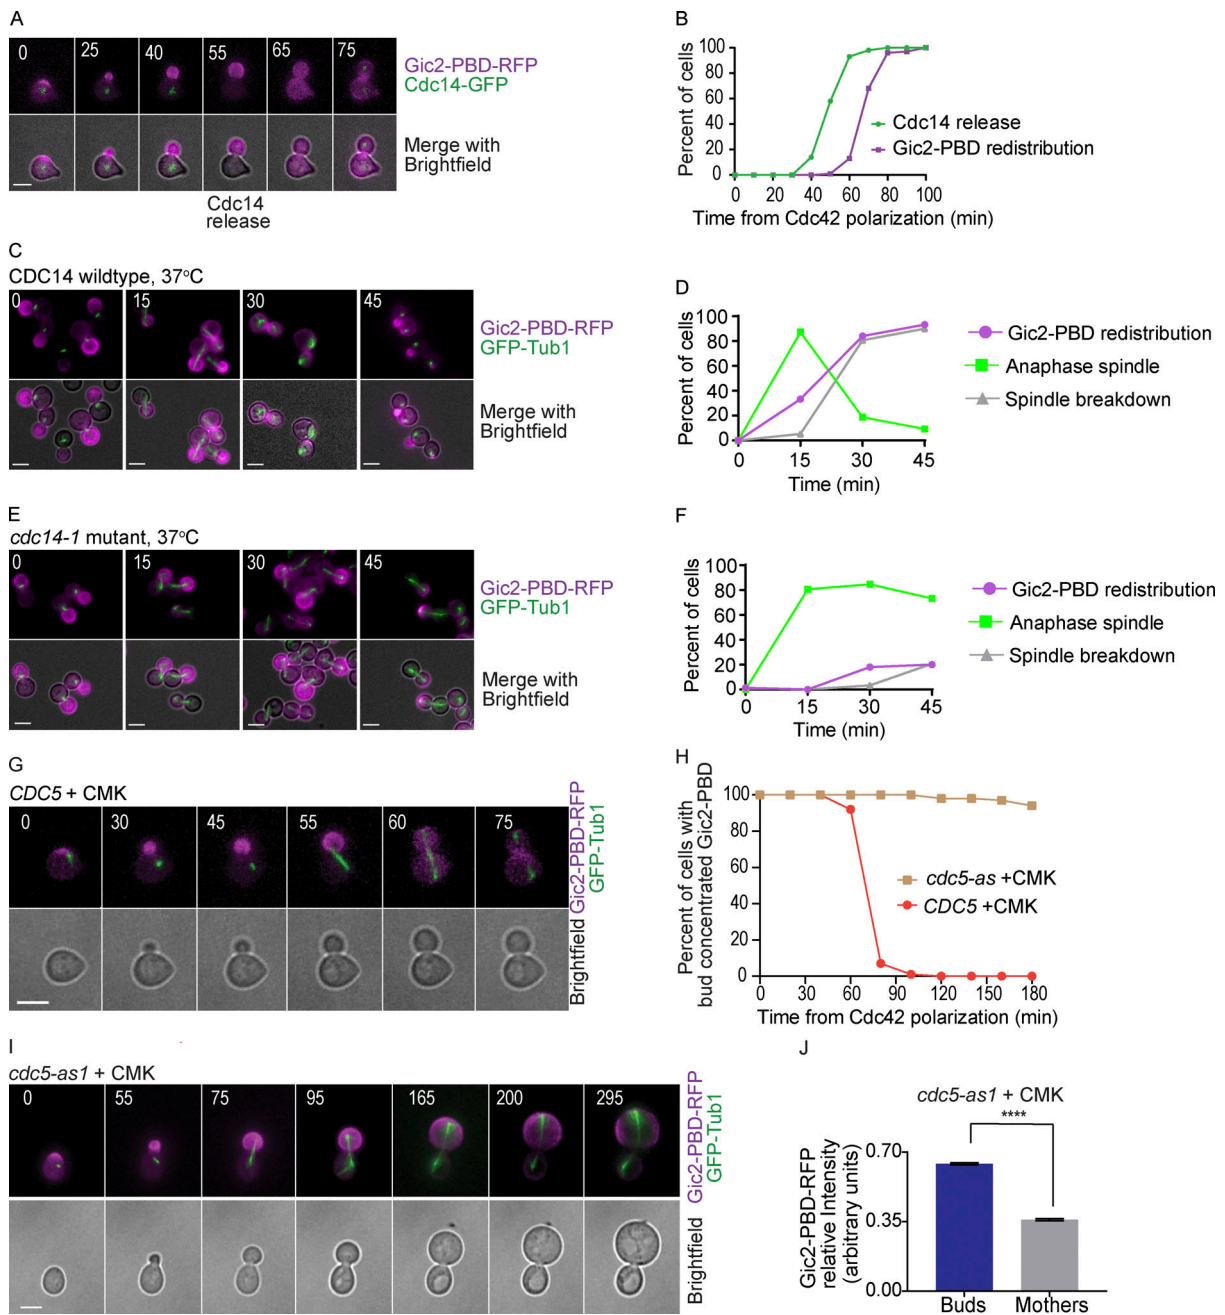 A
0 25 40 55 65 75
Gic2-PBD-RFP
Cdc14-GFP
Merge with
Brightfield
Cdc14
release
B
Percent of cells
100
80
60
40
20
0
Cdc14 release
Gic2-PBD redistribution
0 20 40 60 80 100
Time from Cdc42 polarization (min)
C
CDC14 wildtype, 37°C
0 15 30 45
Gic2-PBD-RFP
GFP-Tub1
Merge with
Brightfield
D
Percent of cells
100
80
60
40
20
0
0 15 30 45
Time (min)
Gic2-PBD redistribution
Anaphase spindle
Spindle breakdown
E
cdc14-1 mutant, 37°C
0 15 30 45
Gic2-PBD-RFP
GFP-Tub1
Merge with
Brightfield
F
Percent of cells
100
80
60
40
20
0
0 15 30 45
Time (min)
Gic2-PBD redistribution
Anaphase spindle
Spindle breakdown
G
CDC5 + CMK
0 30 45 55 60 75
Gic2-PBD-RFP
GFP-Tub1
Brightfield
H
Percent of cells with
bud concentrated Gic2-PBD
100
80
60
40
20
0
cdc5-as +CMK
CDC5 +CMK
0 30 60 90 120 150 180
Time from Cdc42 polarization (min)
I
cdc5-as1 + CMK
0 55 75 95 165 200 295
Gic2-PBD-RFP
GFP-Tub1
Brightfield
J
cdc5-as1 + CMK
****
Gic2-PBD-RFP
relative Intensity
(arbitrary units)
0.70
0.35
0.00
Buds Mothers